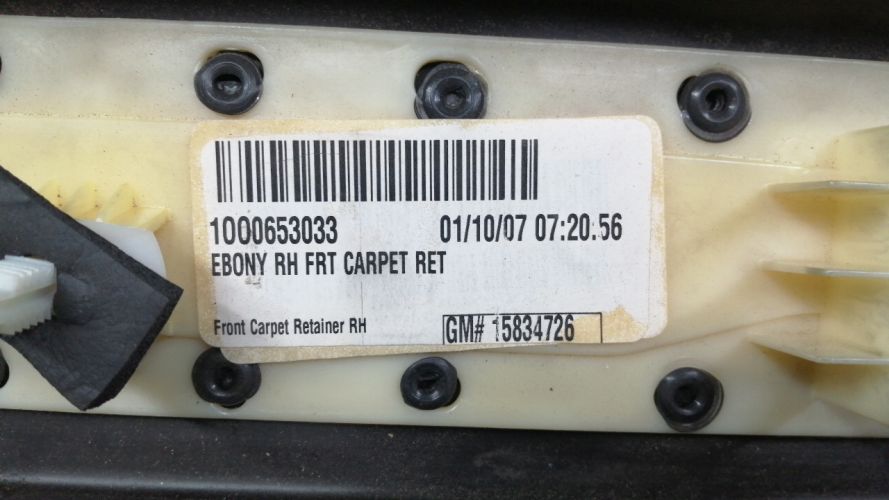 1000653033 01/10/07 07:20:56
EBONY RH FRT CARPET RET
Front Carpet Retainer RH GM# 15834726